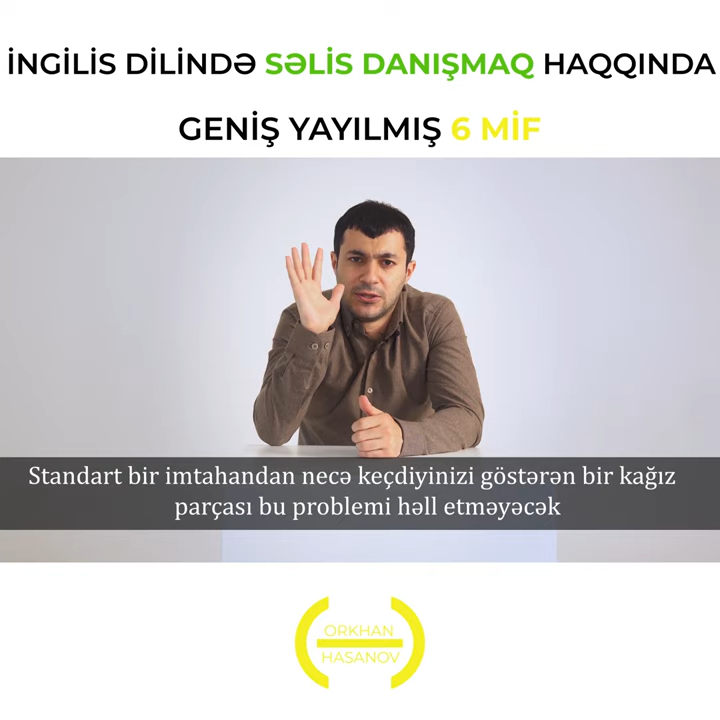 İNGİLİS DİLİNDƏ SƏLİS DANIŞMAQ HAQQINDA
GENİŞ YAYILMIŞ 6 MİF
Standart bir imtahandan necə keçdiyinizi göstərən bir kağız
parçası bu problemi həll etməyəcək
ORKHAN
HASANOV